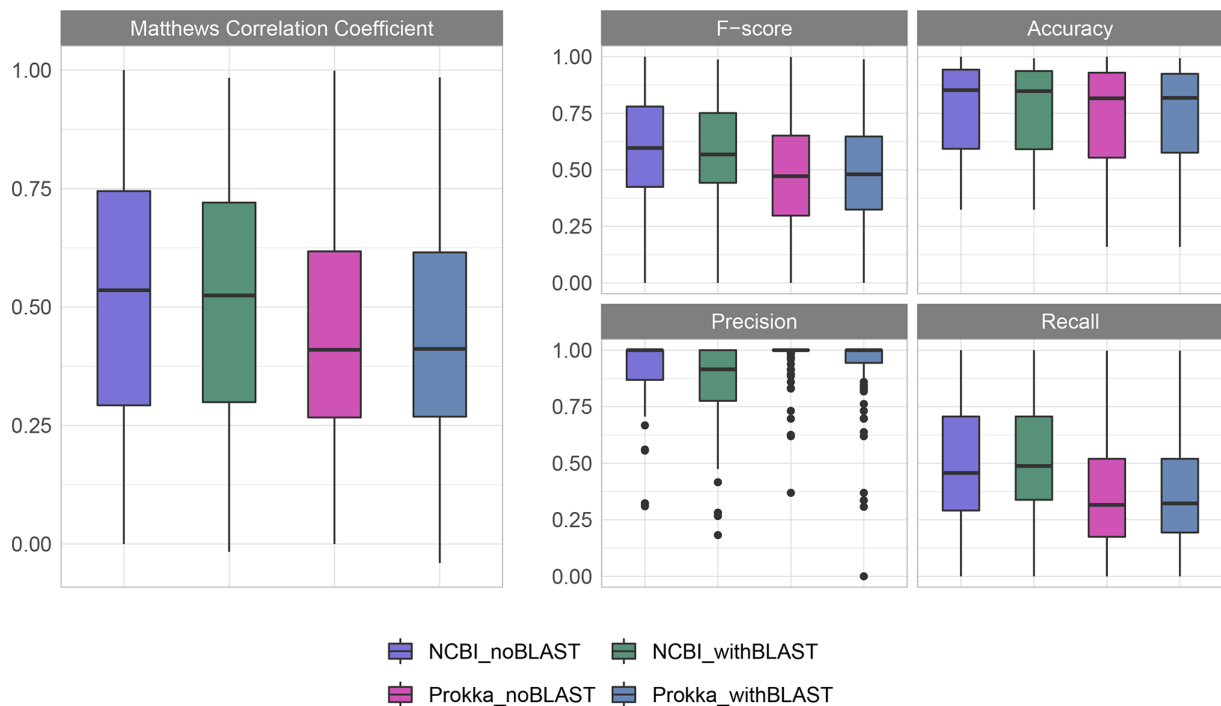 Matthews Correlation Coefficient
1.00
0.75
0.50
0.25
0.00
F−score
Accuracy
1.00
0.75
0.50
0.25
0.00
Precision
Recall
1.00
0.75
0.50
0.25
0.00
NCBI_noBLAST
NCBI_withBLAST
Prokka_noBLAST
Prokka_withBLAST